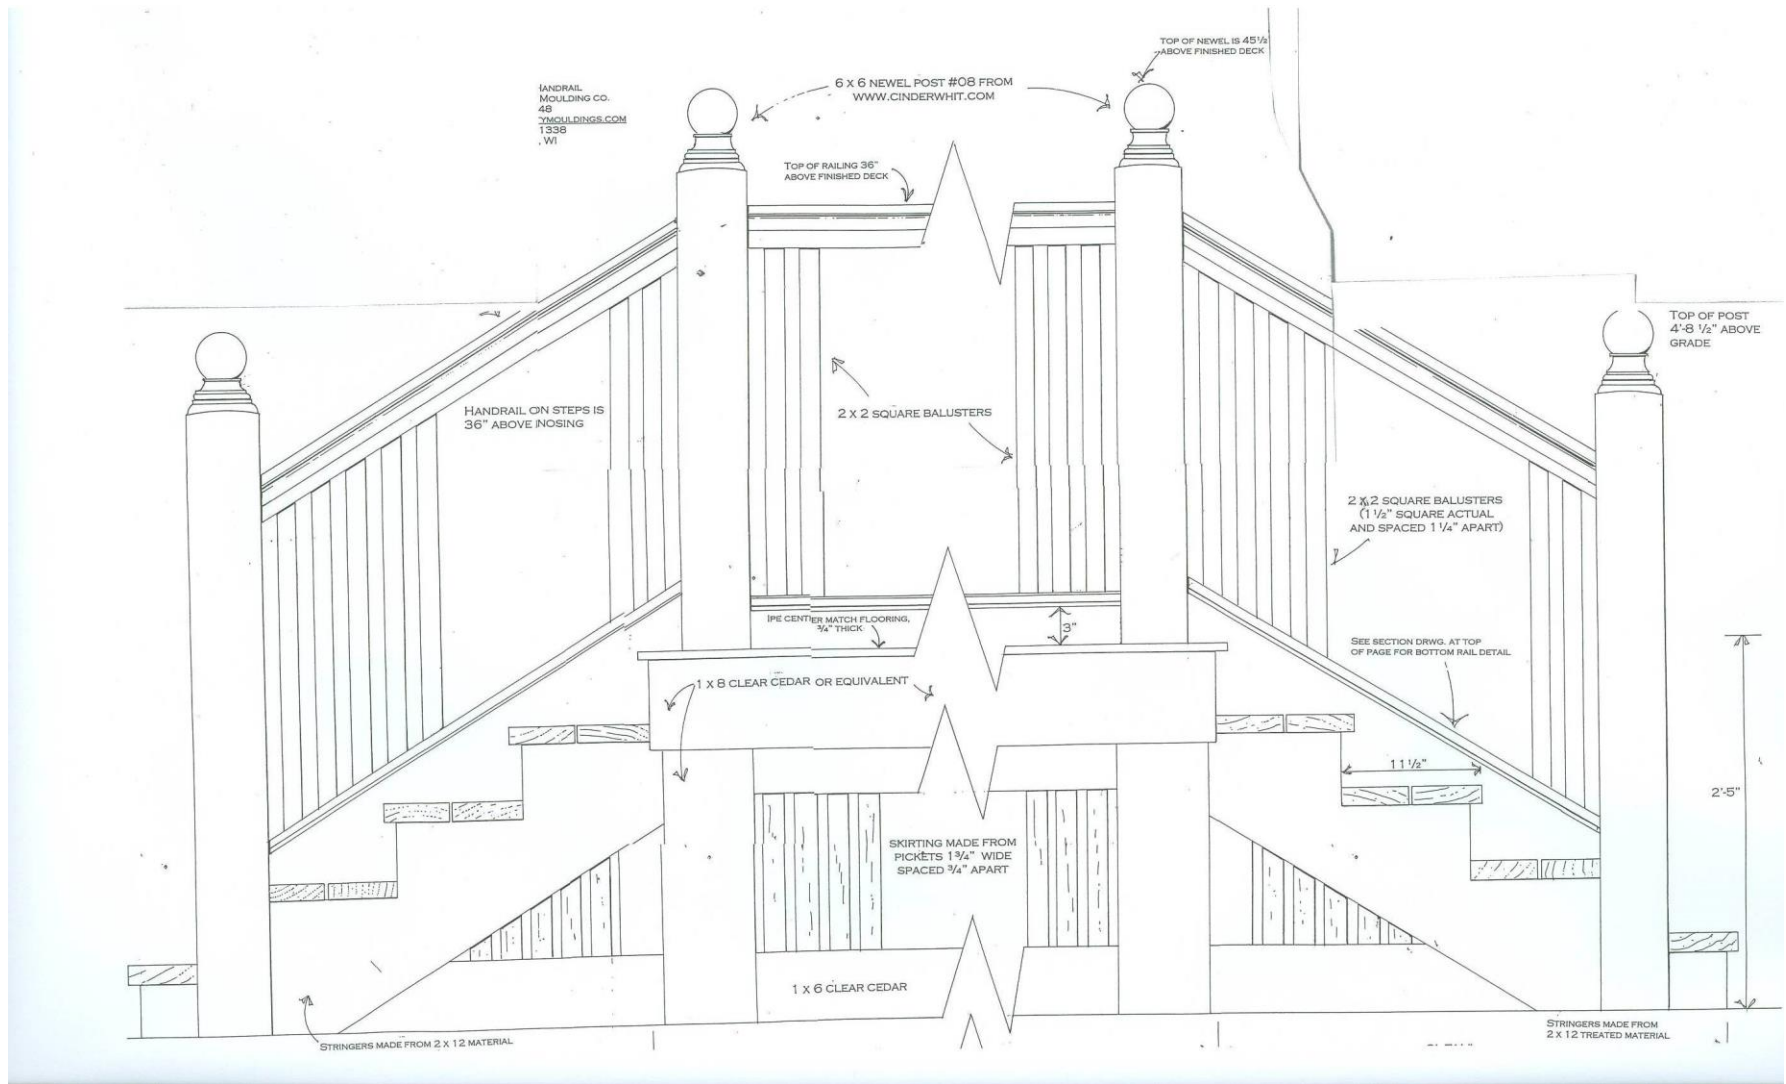 TOP OF NEWEL IS 45½
ABOVE FINISHED DECK
6 X 6 NEWEL POST #08 FROM
WWW.CINDERWHIT.COM
HANDRAIL
MOULDING CO.
48
YMOULDINGS.COM
1338
, WI
TOP OF RAILING 36"
ABOVE FINISHED DECK
TOP OF POST
4'-8 ½" ABOVE
GRADE
HANDRAIL ON STEPS IS
36" ABOVE NOSING
2 X 2 SQUARE BALUSTERS
2 X 2 SQUARE BALUSTERS
(1 ½" SQUARE ACTUAL
AND SPACED 1 ¼" APART)
IPE CENTER MATCH FLOORING,
¾" THICK
3"
SEE SECTION DRWG. AT TOP
OF PAGE FOR BOTTOM RAIL DETAIL
1 X 8 CLEAR CEDAR OR EQUIVALENT
11 ½"
2'-5"
SKIRTING MADE FROM
PICKETS 1¾" WIDE
SPACED ¾" APART
1 X 6 CLEAR CEDAR
STRINGERS MADE FROM 2 X 12 MATERIAL
STRINGERS MADE FROM
2 X 12 TREATED MATERIAL